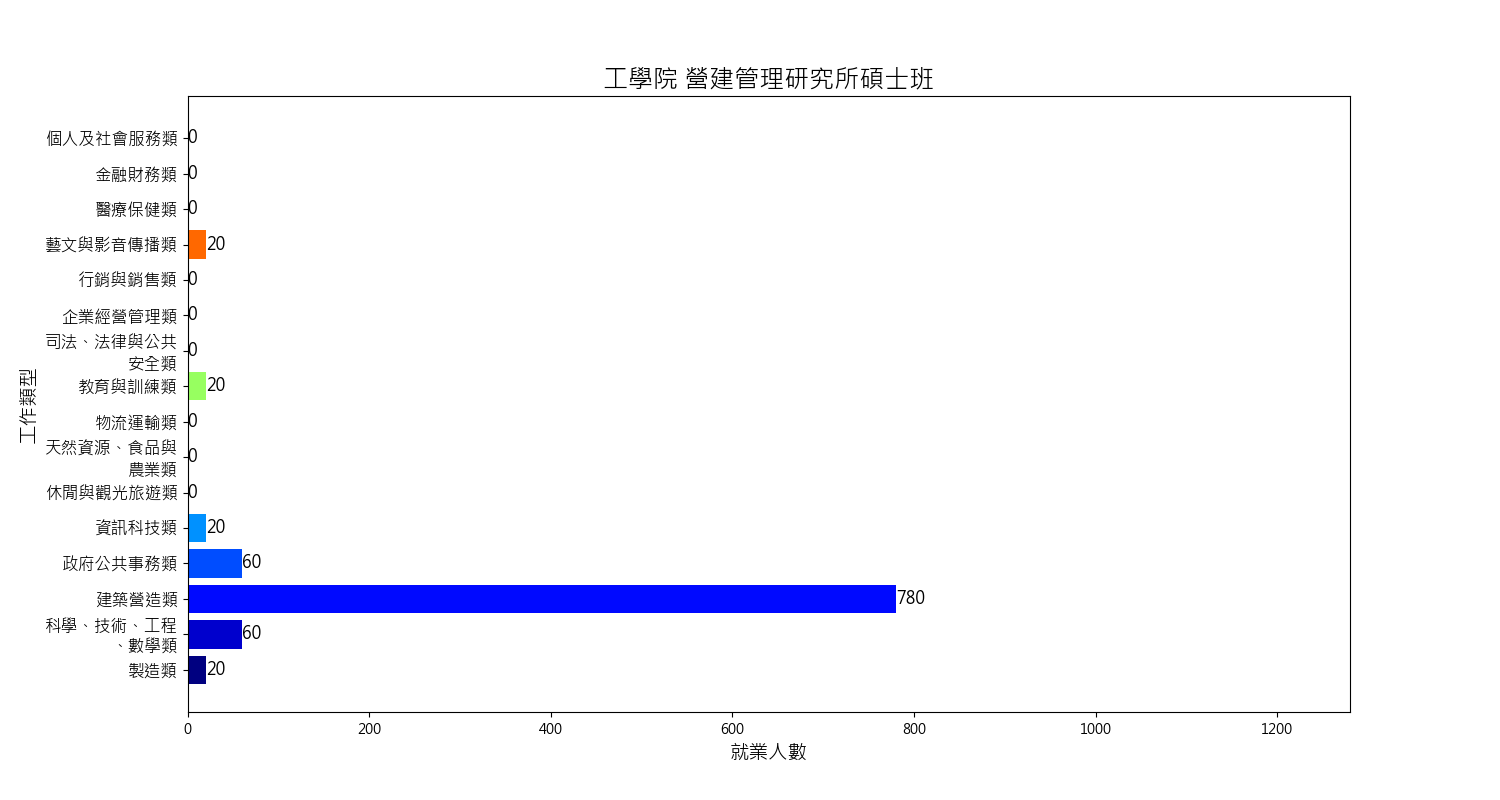 工學院 營建管理研究所碩士班
個人及社會服務類 0
金融財務類 0
醫療保健類 0
藝文與影音傳播類 20
行銷與銷售類 0
企業經營管理類 0
司法、法律與公共
安全類 0
教育與訓練類 20
物流運輸類 0
天然資源、食品與
農業類 0
休閒與觀光旅遊類 0
資訊科技類 20
政府公共事務類 60
建築營造類 780
科學、技術、工程
、數學類 60
製造類 20
工作類型
0 200 400 600 800 1000 1200
就業人數